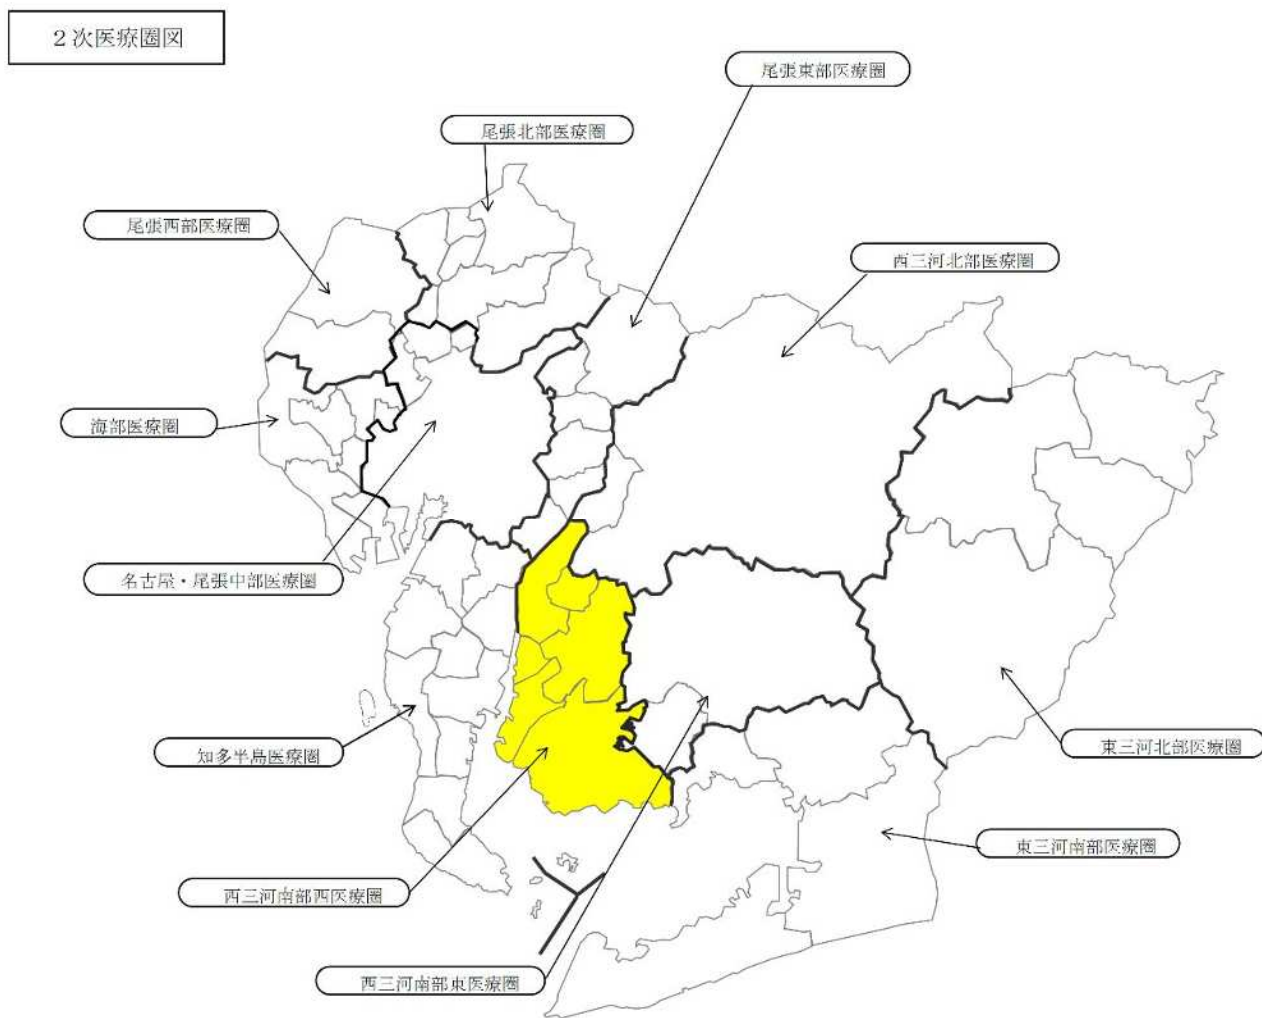 ２次医療圏図
尾張東部医療圏
尾張北部医療圏
尾張西部医療圏
西三河北部医療圏
海部医療圏
名古屋・尾張中部医療圏
知多半島医療圏
東三河北部医療圏
東三河南部医療圏
西三河南部西医療圏
西三河南部東医療圏